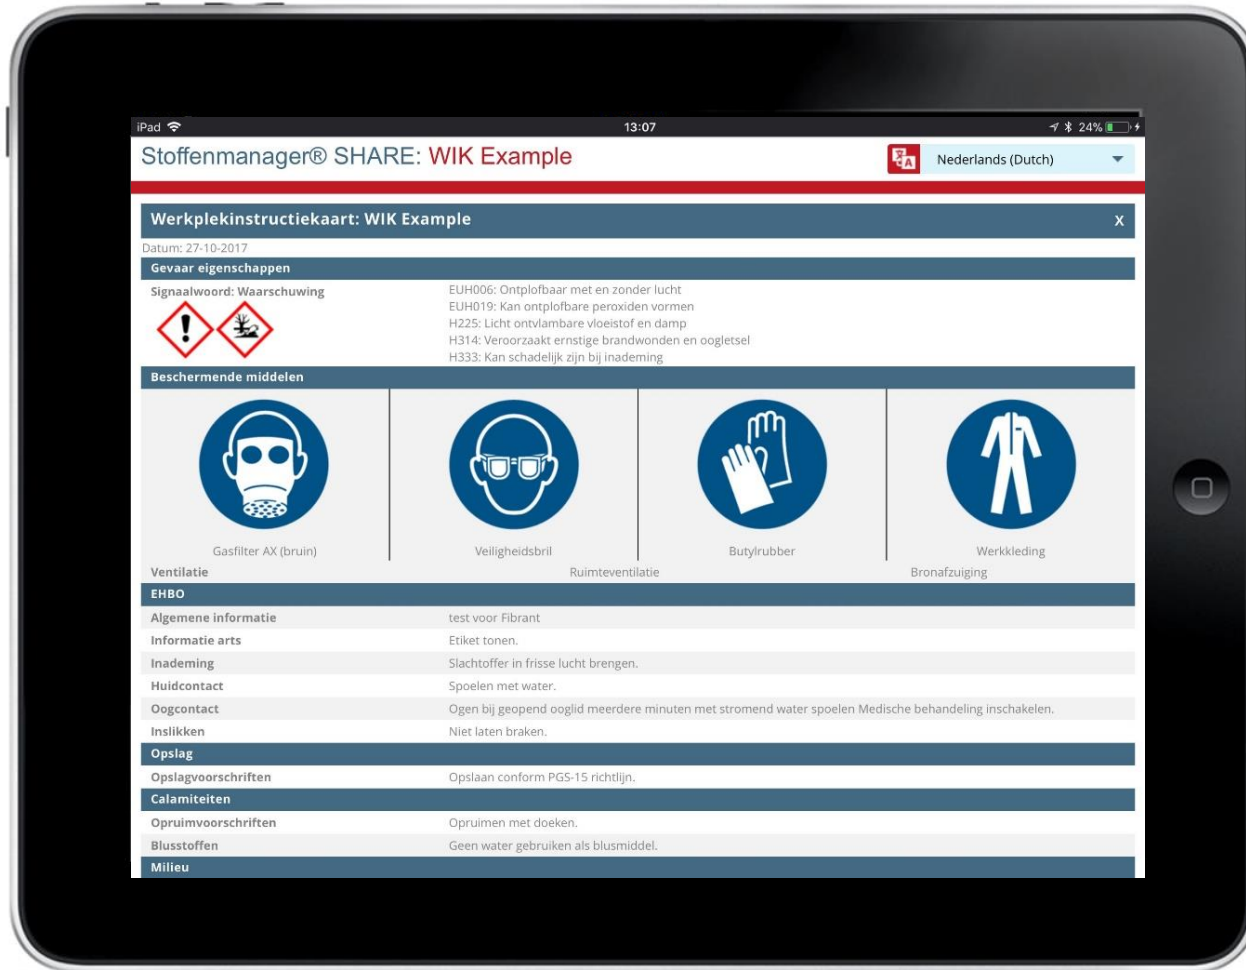 iPad 13:07 24%
Stoffenmanager® SHARE: WIK Example Nederlands (Dutch)
Werkplekinstructiekaart: WIK Example X
Datum: 27-10-2017
Gevaar eigenschappen
Signaalwoord: Waarschuwing
EUH006: Ontplofbaar met en zonder lucht
EUH019: Kan ontplofbare peroxiden vormen
H225: Licht ontvlambare vloeistof en damp
H314: Veroorzaakt ernstige brandwonden en oogletsel
H333: Kan schadelijk zijn bij inademing
Beschermende middelen
Gasfilter AX (bruin) Veiligheidsbril Butylrubber Werkkleding
Ventilatie Ruimteventilatie Bronafzuiging
EHBO
Algemene informatie test voor Fibrant
Informatie arts Etiket tonen.
Inademing Slachtoffer in frisse lucht brengen.
Huidcontact Spoelen met water.
Oogcontact Ogen bij geopend ooglid meerdere minuten met stromend water spoelen Medische behandeling inschakelen.
Inslikken Niet laten braken.
Opslag
Opslagvoorschriften Opslaan conform PGS-15 richtlijn.
Calamiteiten
Opruimvoorschriften Opruimen met doeken.
Blusstoffen Geen water gebruiken als blusmiddel.
Milieu